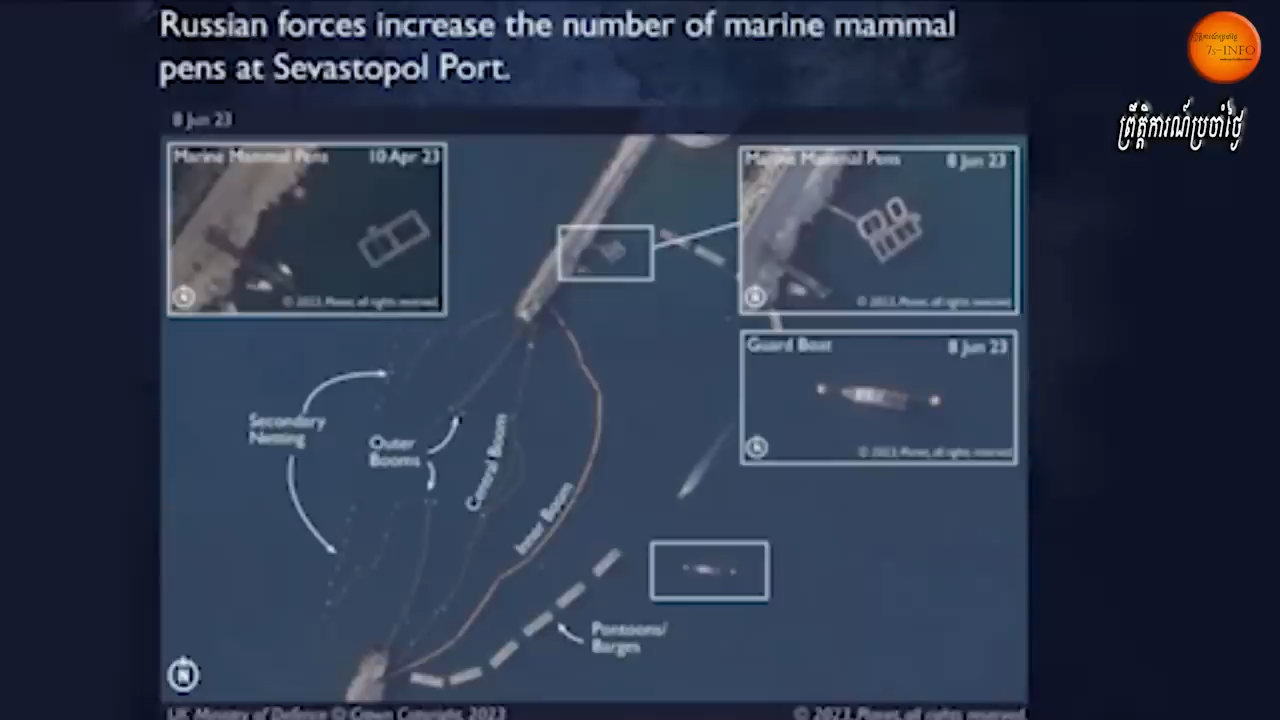 Russian forces increase the number of marine mammal
pens at Sevastopol Port.
7s-INFO
ព្រឹត្តិការណ៍ប្រចាំថ្ងៃ
8 Jun 23
Marine Mammal Pens 10 Apr 23
© 2023, Planet, all rights reserved.
Marine Mammal Pens 8 Jun 23
© 2023, Planet, all rights reserved.
Guard Boat 8 Jun 23
© 2023, Planet, all rights reserved.
Secondary
Netting
Outer
Booms
Central Boom
Inner Boom
Pontoons/
Barges
N
UK Ministry of Defence © Crown Copyright, 2023
© 2023, Planet, all rights reserved.